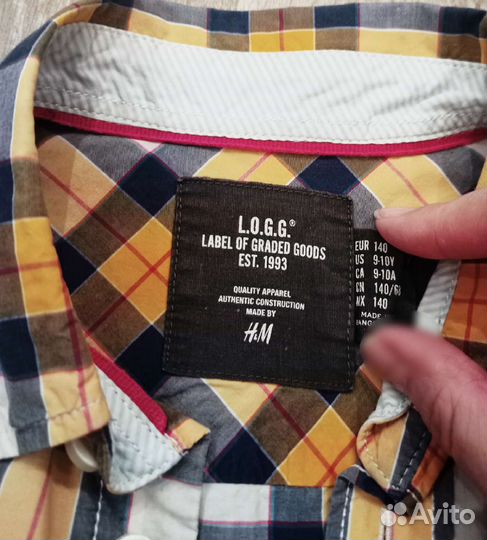 L.O.G.G.®
LABEL OF GRADED GOODS
EST. 1993
QUALITY APPAREL
AUTHENTIC CONSTRUCTION
MADE BY
H&M
EUR 140
US 9-10Y
CA 9-10A
CN 140/6
MX 140
MADE
Avito